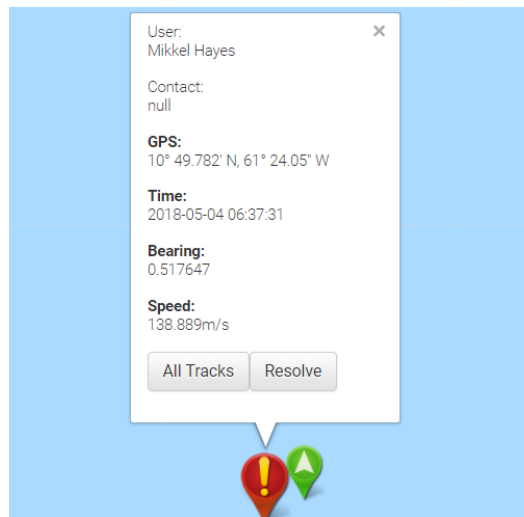 User:
Mikkel Hayes
Contact:
null
GPS:
10° 49.782' N, 61° 24.05" W
Time:
2018-05-04 06:37:31
Bearing:
0.517647
Speed:
138.889m/s
All Tracks Resolve